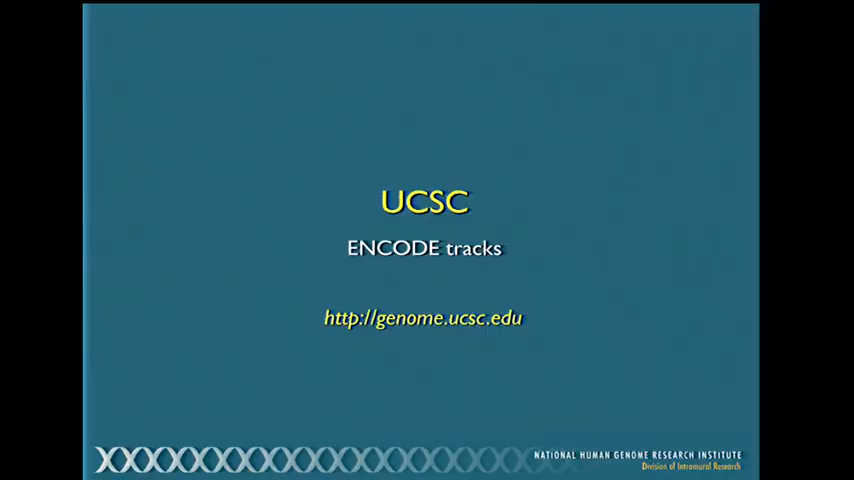 UCSC
ENCODE tracks
http://genome.ucsc.edu
NATIONAL HUMAN GENOME RESEARCH INSTITUTE
Division of Intramural Research